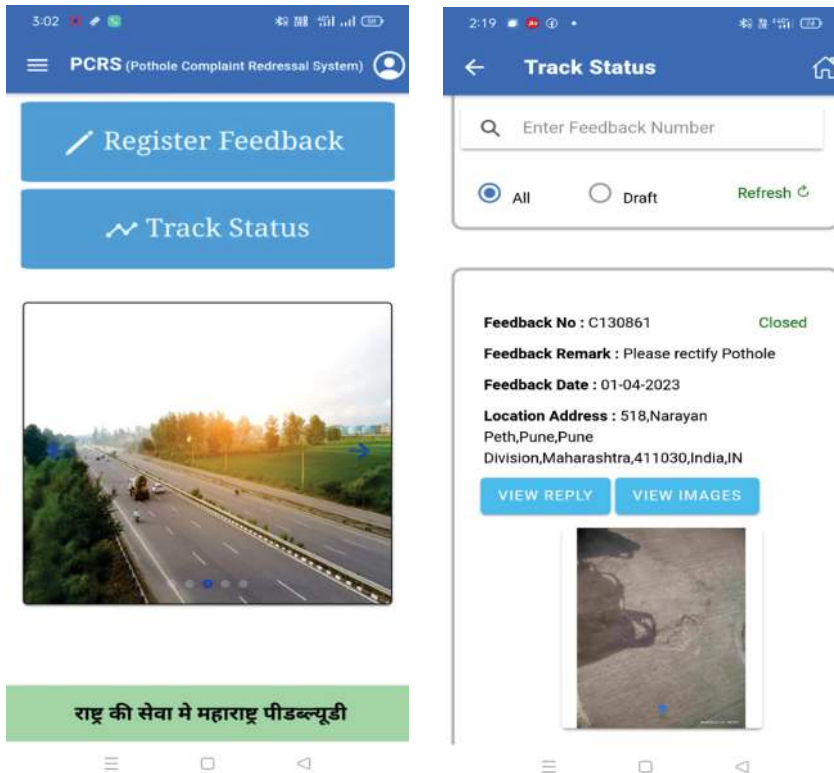 3:02
PCRS (Pothole Complaint Redressal System)
Register Feedback
Track Status
राष्ट्र की सेवा मे महाराष्ट्र पीडब्ल्यूडी
2:19
Track Status
Enter Feedback Number
All Draft Refresh
Feedback No : C130861 Closed
Feedback Remark : Please rectify Pothole
Feedback Date : 01-04-2023
Location Address : 518,Narayan
Peth,Pune,Pune
Division,Maharashtra,411030,India,IN
VIEW REPLY VIEW IMAGES